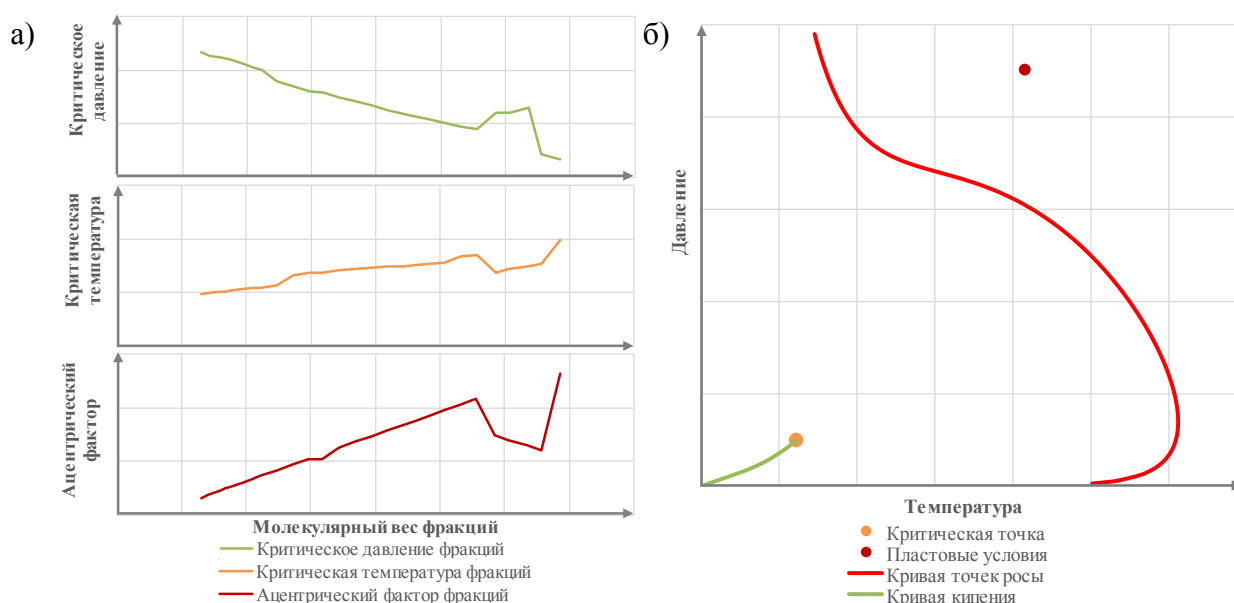 а)
Критическое
давление
Критическая
температура
Ацентрический
фактор
Молекулярный вес фракций
Критическое давление фракций
Критическая температура фракций
Ацентрический фактор фракций
б)
Давление
Температура
Критическая точка
Пластовые условия
Кривая точек росы
Кривая кипения